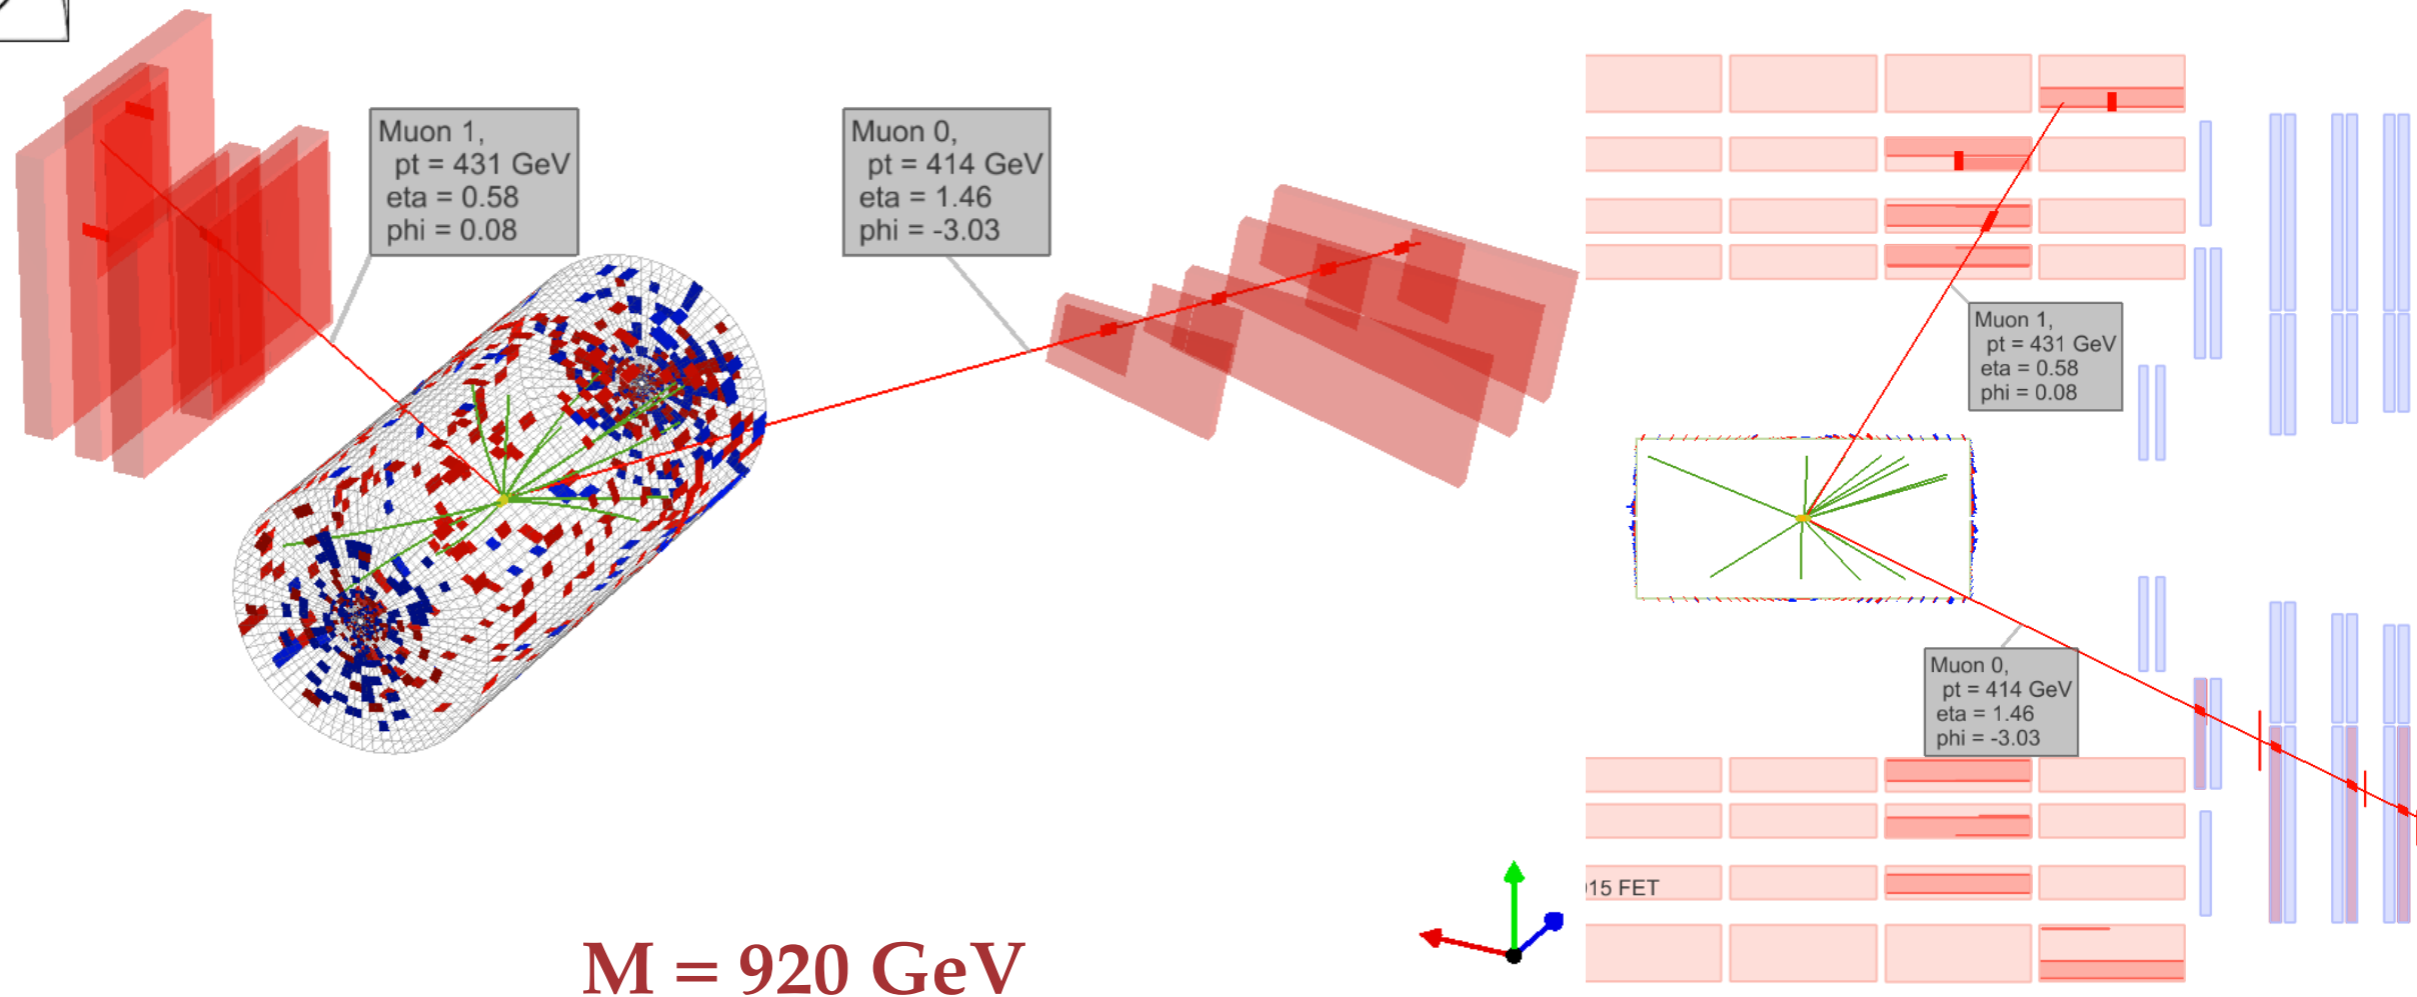 Muon 1,
pt = 431 GeV
eta = 0.58
phi = 0.08
Muon 0,
pt = 414 GeV
eta = 1.46
phi = -3.03
Muon 1,
pt = 431 GeV
eta = 0.58
phi = 0.08
Muon 0,
pt = 414 GeV
eta = 1.46
phi = -3.03
15 FET
M = 920 GeV